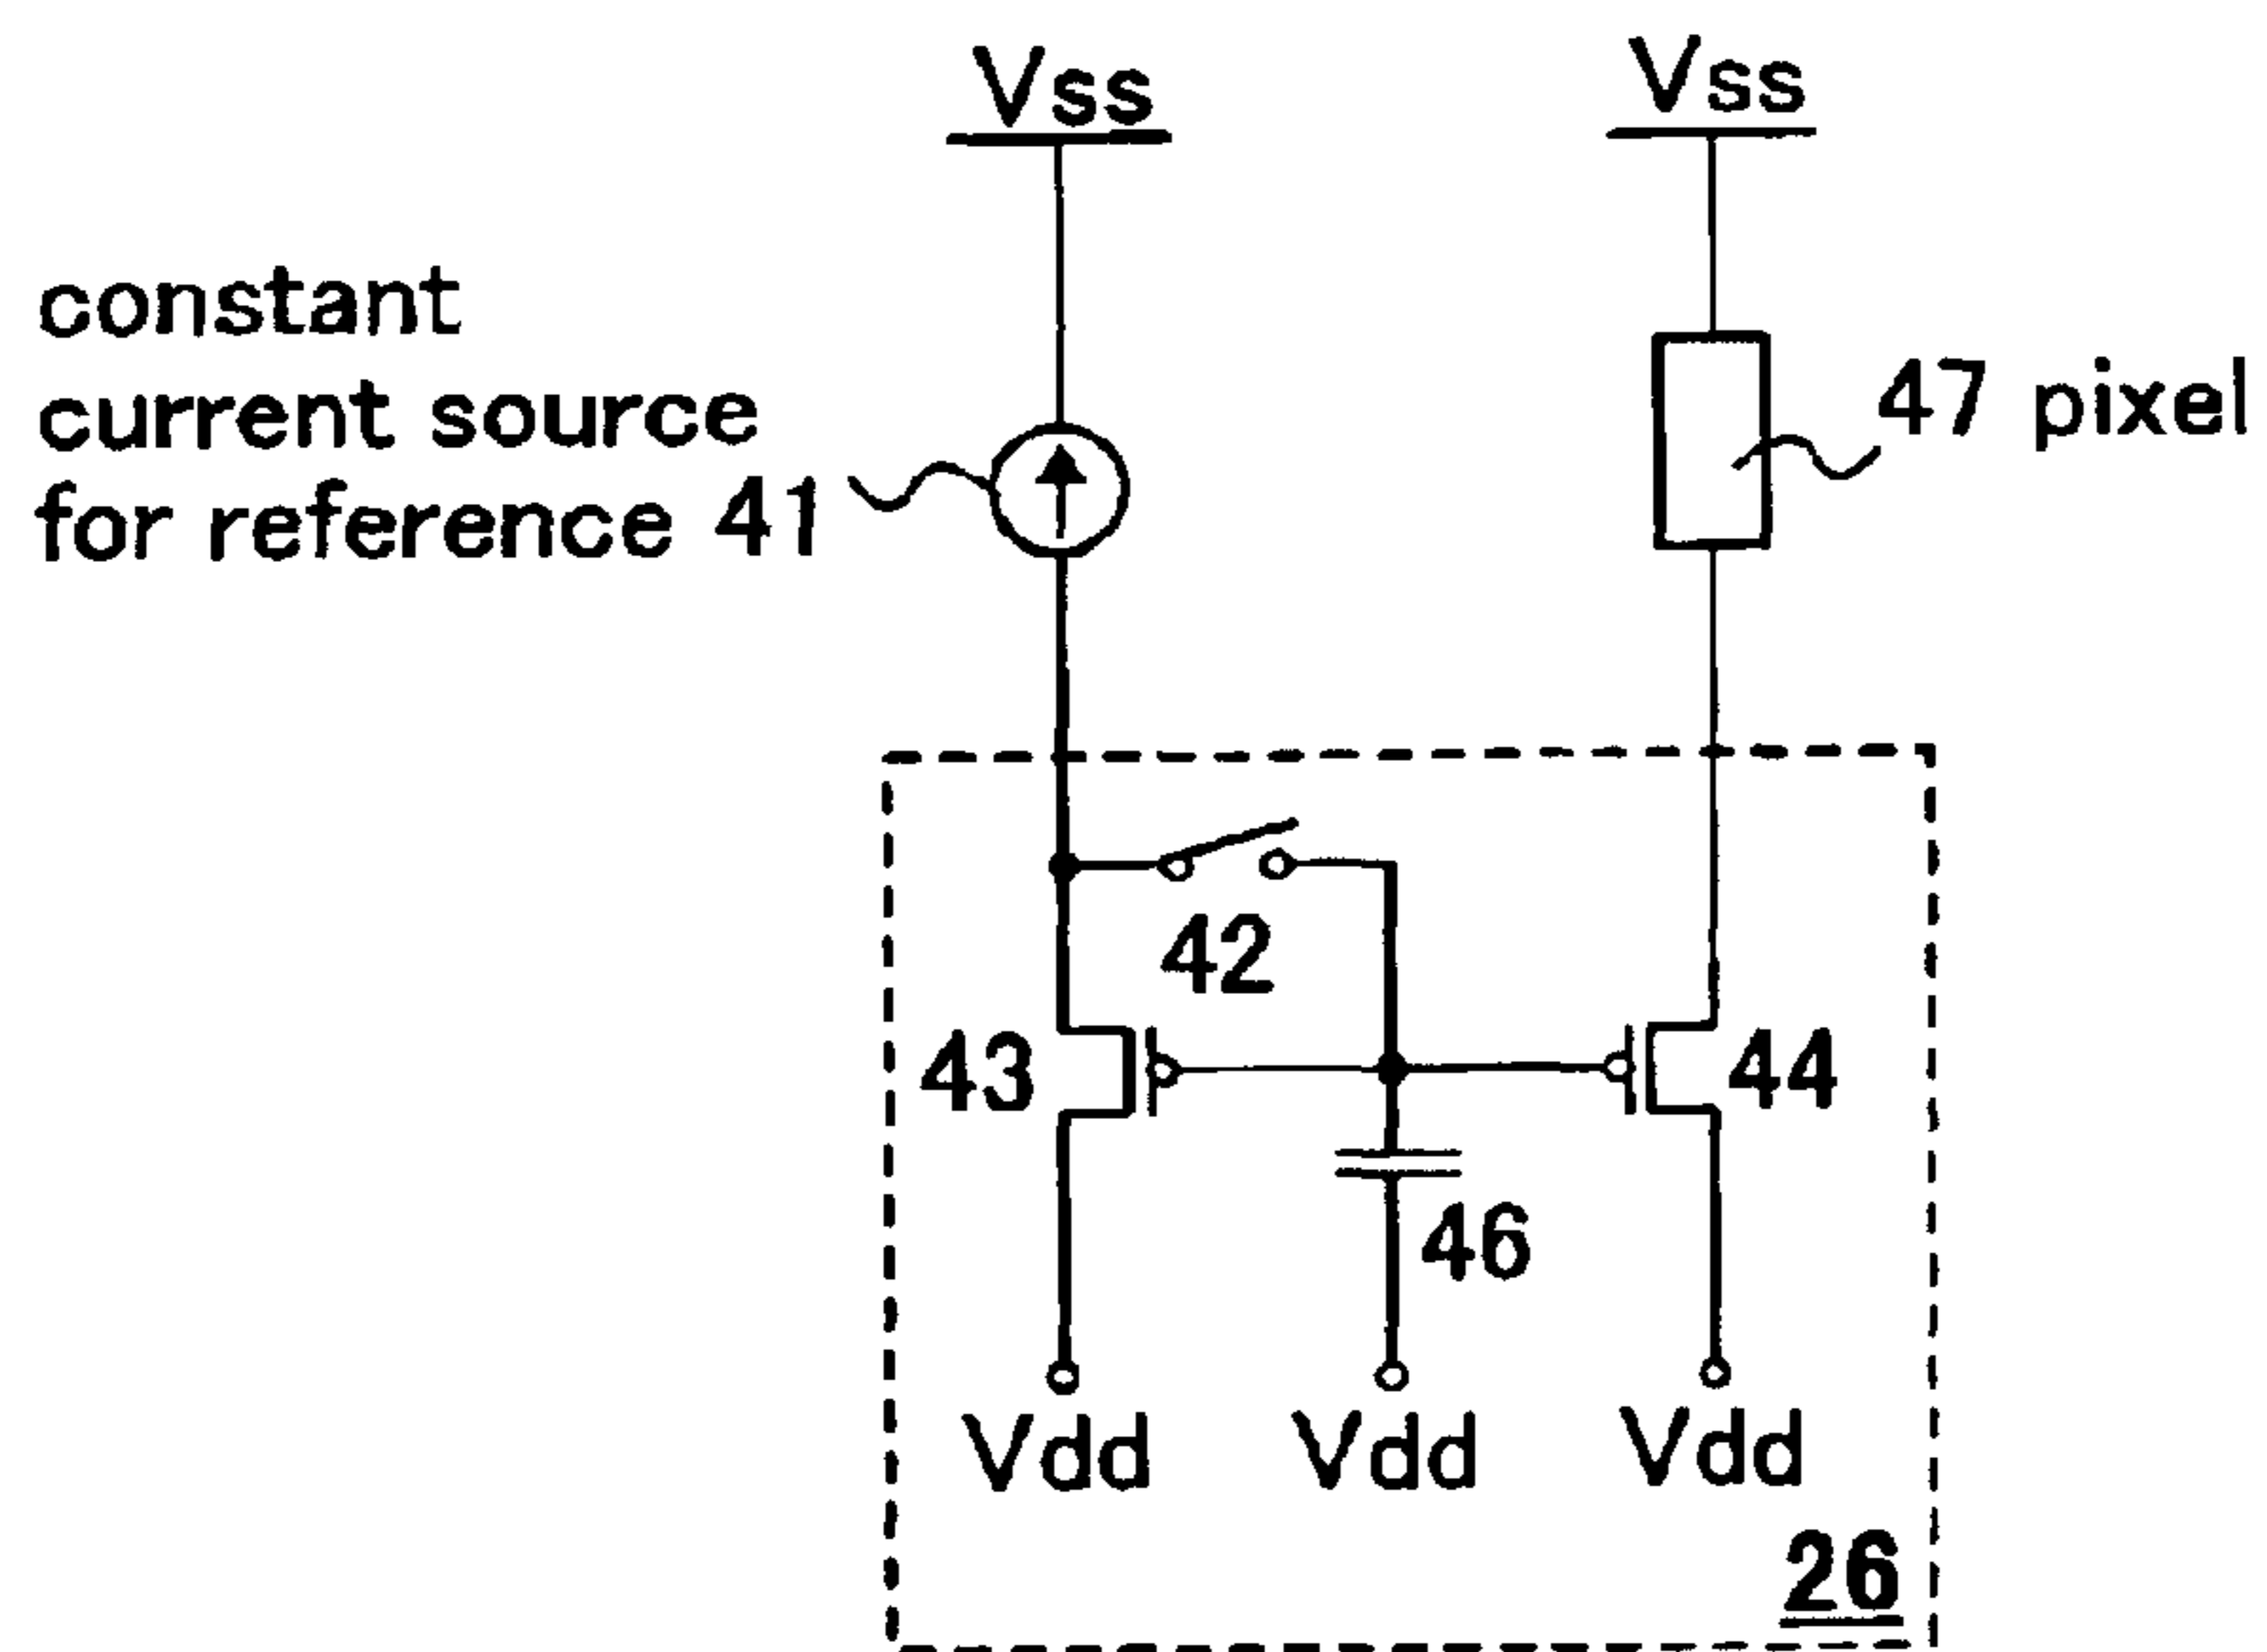 Vss
Vss
constant
current source
for reference 41
47 pixel
42
43
44
46
Vdd
Vdd
Vdd
26